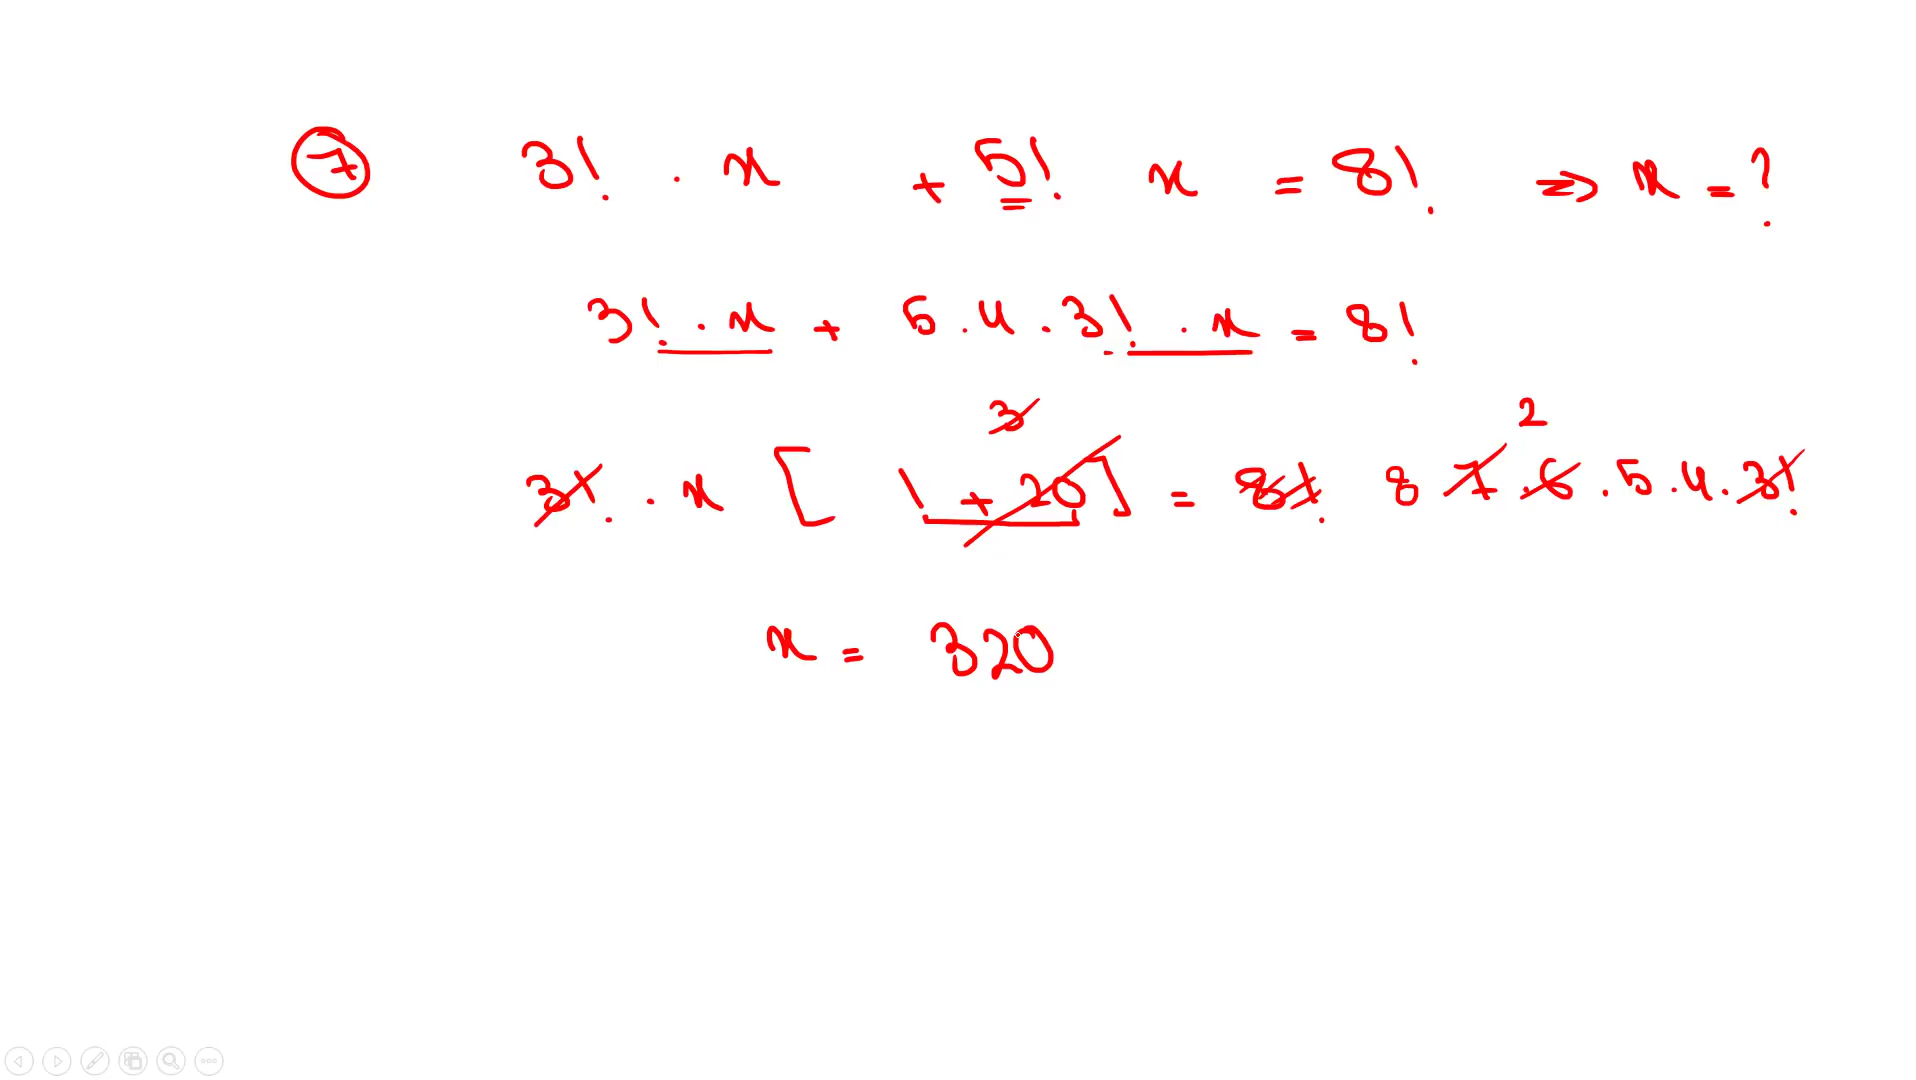 7 3! . x + 5! x = 8! => x = ?
3! . x + 5 . 4 . 3! . x = 8!
3 2
3! . x [ 1 + 20 ] = 8! 8 7 . 6 . 5 . 4 . 3!
x = 320